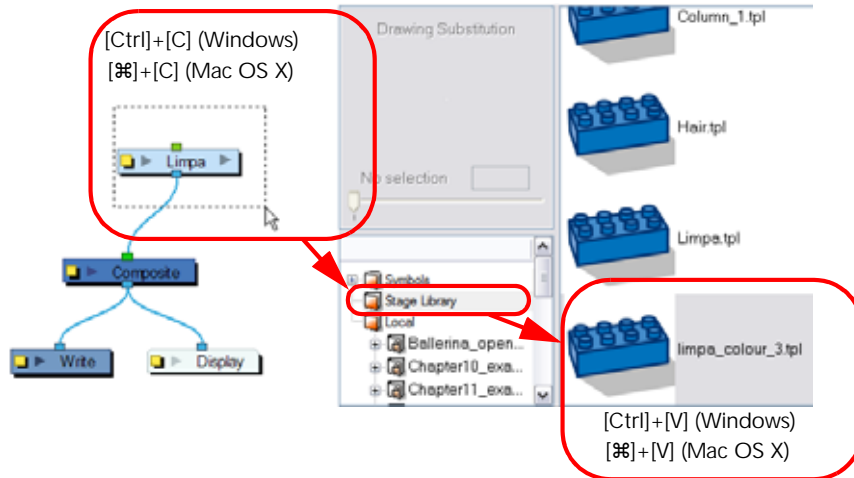 [Ctrl]+[C] (Windows)
[⌘]+[C] (Mac OS X)
Limpa
Composite
Write
Display
Drawing Substitution
No selection
Symbols
Stage Library
Local
Ballerina_open...
Chapter10_exa...
Chapter11_exa...
Column_1.tpl
Hair.tpl
Limpa.tpl
limpa_colour_3.tpl
[Ctrl]+[V] (Windows)
[⌘]+[V] (Mac OS X)